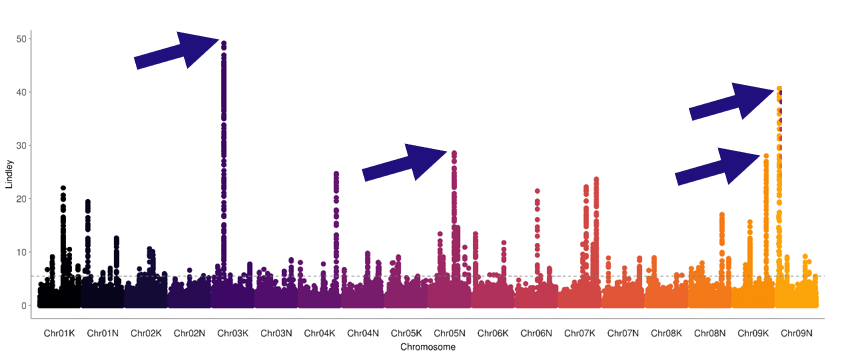 50
40
30
20
10
0
Lindley
Chr01K Chr01N Chr02K Chr02N Chr03K Chr03N Chr04K Chr04N Chr05K Chr05N Chr06K Chr06N Chr07K Chr07N Chr08K Chr08N Chr09K Chr09N
Chromosome